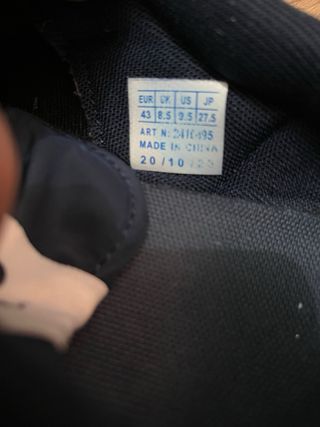 EUR UK US JP
43 8.5 9.5 27.5
ART N: 2410495
MADE IN CHINA
20/10